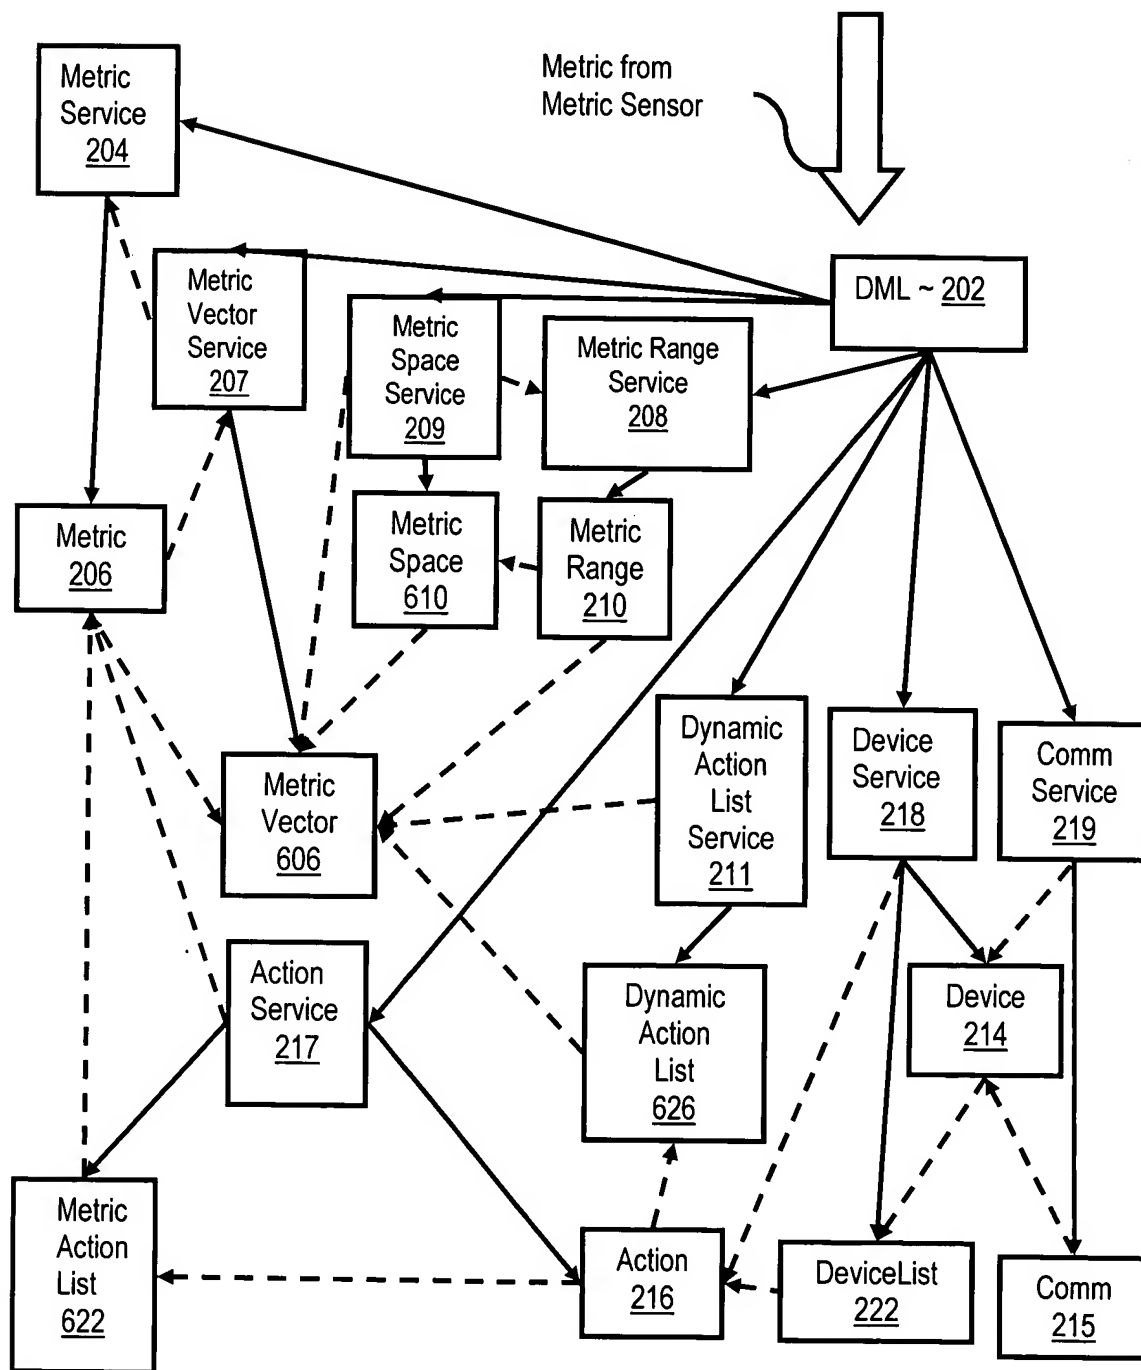 Metric
Service
204
Metric from
Metric Sensor
DML ~ 202
Metric
Vector
Service
207
Metric
Space
Service
209
Metric Range
Service
208
Metric
206
Metric
Space
610
Metric
Range
210
Metric
Vector
606
Dynamic
Action
List
Service
211
Device
Service
218
Comm
Service
219
Action
Service
217
Dynamic
Action
List
626
Device
214
Metric
Action
List
622
Action
216
DeviceList
222
Comm
215